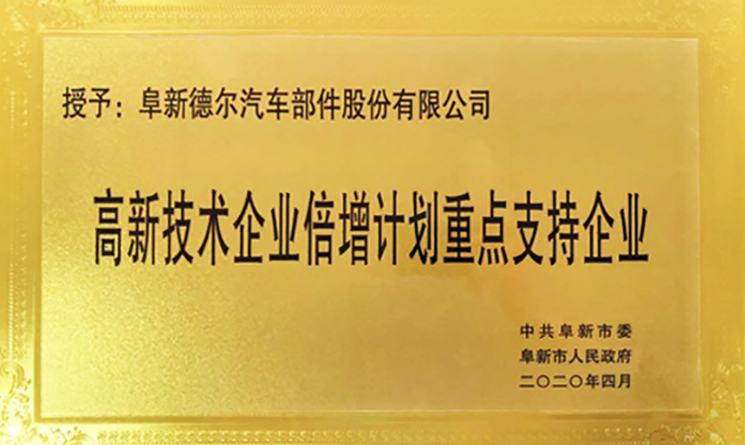 授予：阜新德尔汽车部件股份有限公司
高新技术企业倍增计划重点支持企业
中共阜新市委
阜新市人民政府
二〇二〇年四月